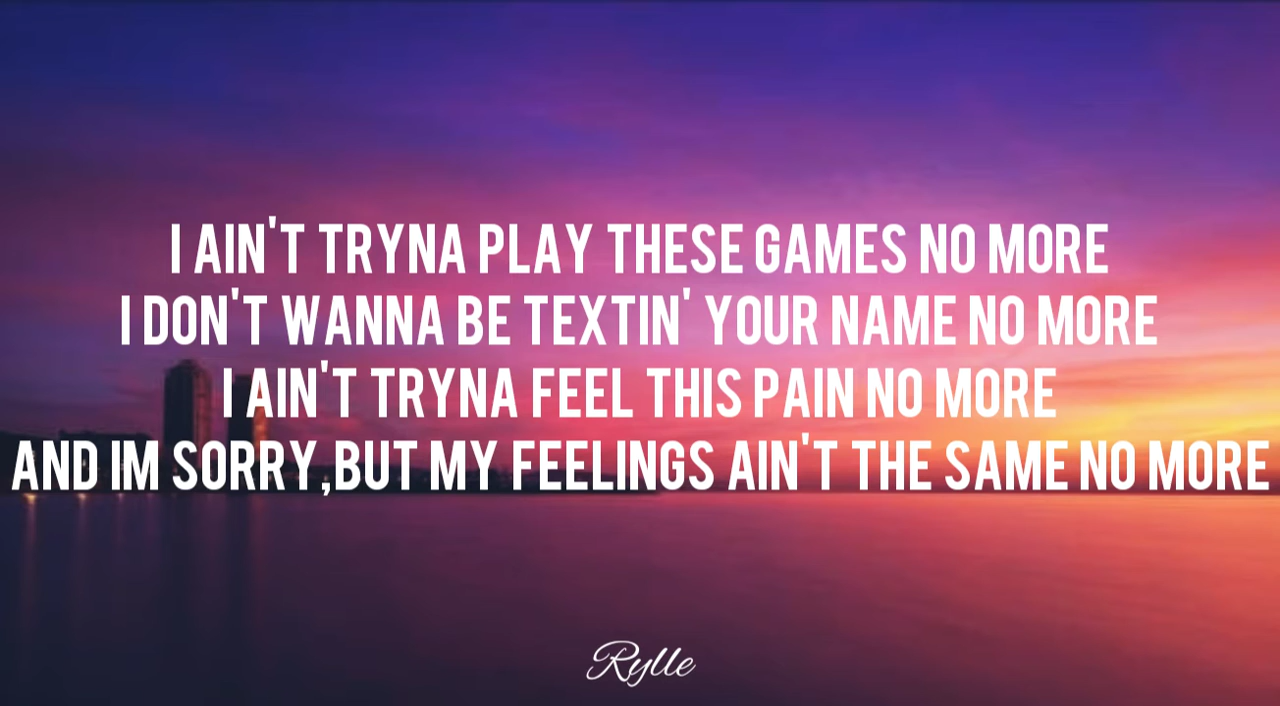 I AIN'T TRYNA PLAY THESE GAMES NO MORE
I DON'T WANNA BE TEXTIN' YOUR NAME NO MORE
I AIN'T TRYNA FEEL THIS PAIN NO MORE
AND IM SORRY,BUT MY FEELINGS AIN'T THE SAME NO MORE
Rylle